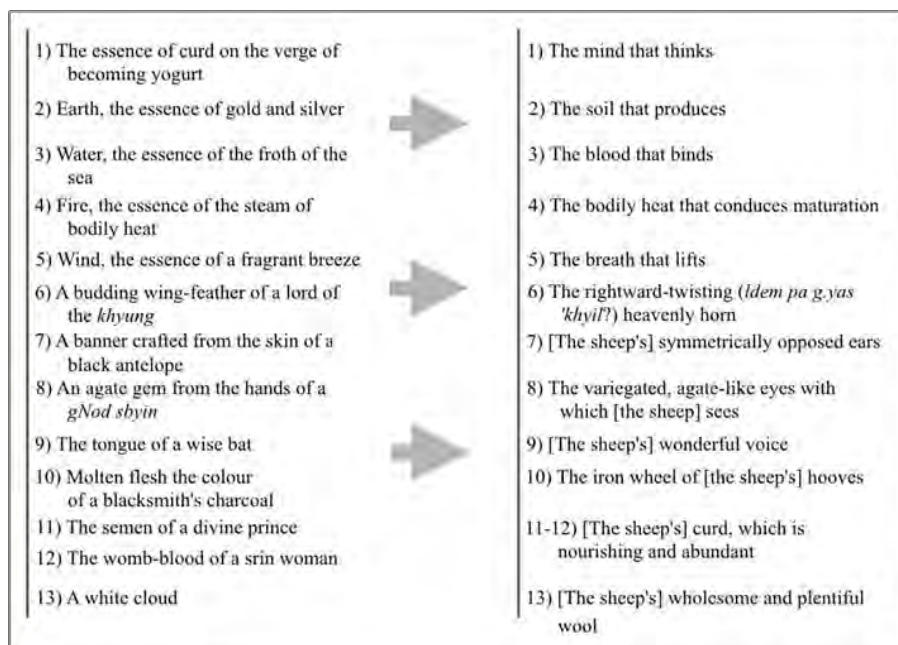 1) The essence of curd on the verge of
becoming yogurt
2) Earth, the essence of gold and silver
3) Water, the essence of the froth of the
sea
4) Fire, the essence of the steam of
bodily heat
5) Wind, the essence of a fragrant breeze
6) A budding wing-feather of a lord of
the khyung
7) A banner crafted from the skin of a
black antelope
8) An agate gem from the hands of a
gNod sbyin
9) The tongue of a wise bat
10) Molten flesh the colour
of a blacksmith's charcoal
11) The semen of a divine prince
12) The womb-blood of a srin woman
13) A white cloud
1) The mind that thinks
2) The soil that produces
3) The blood that binds
4) The bodily heat that conduces maturation
5) The breath that lifts
6) The rightward-twisting (ldem pa g.yas
'khyil?) heavenly horn
7) [The sheep's] symmetrically opposed ears
8) The variegated, agate-like eyes with
which [the sheep] sees
9) [The sheep's] wonderful voice
10) The iron wheel of [the sheep's] hooves
11-12) [The sheep's] curd, which is
nourishing and abundant
13) [The sheep's] wholesome and plentiful
wool